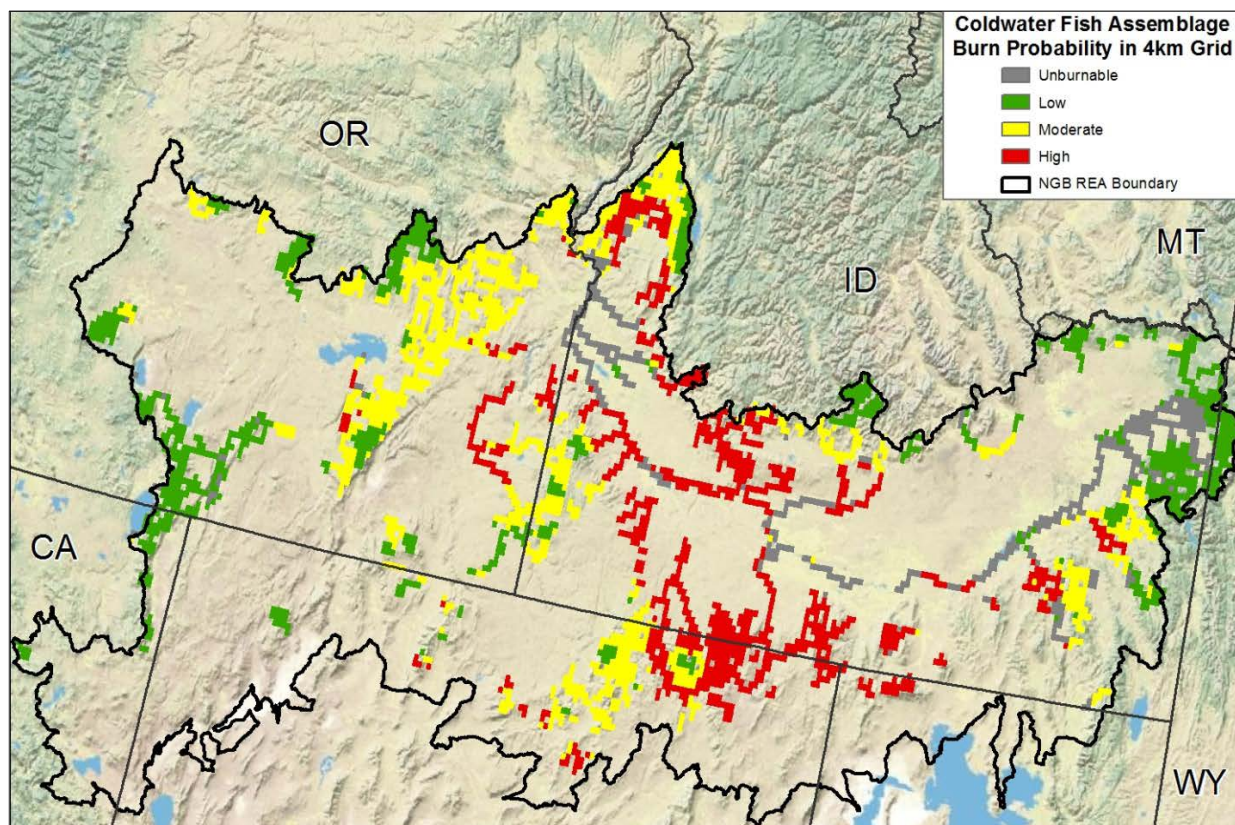 Coldwater Fish Assemblage
Burn Probability in 4km Grid
Unburnable
Low
Moderate
High
NGB REA Boundary
OR
MT
ID
CA
WY